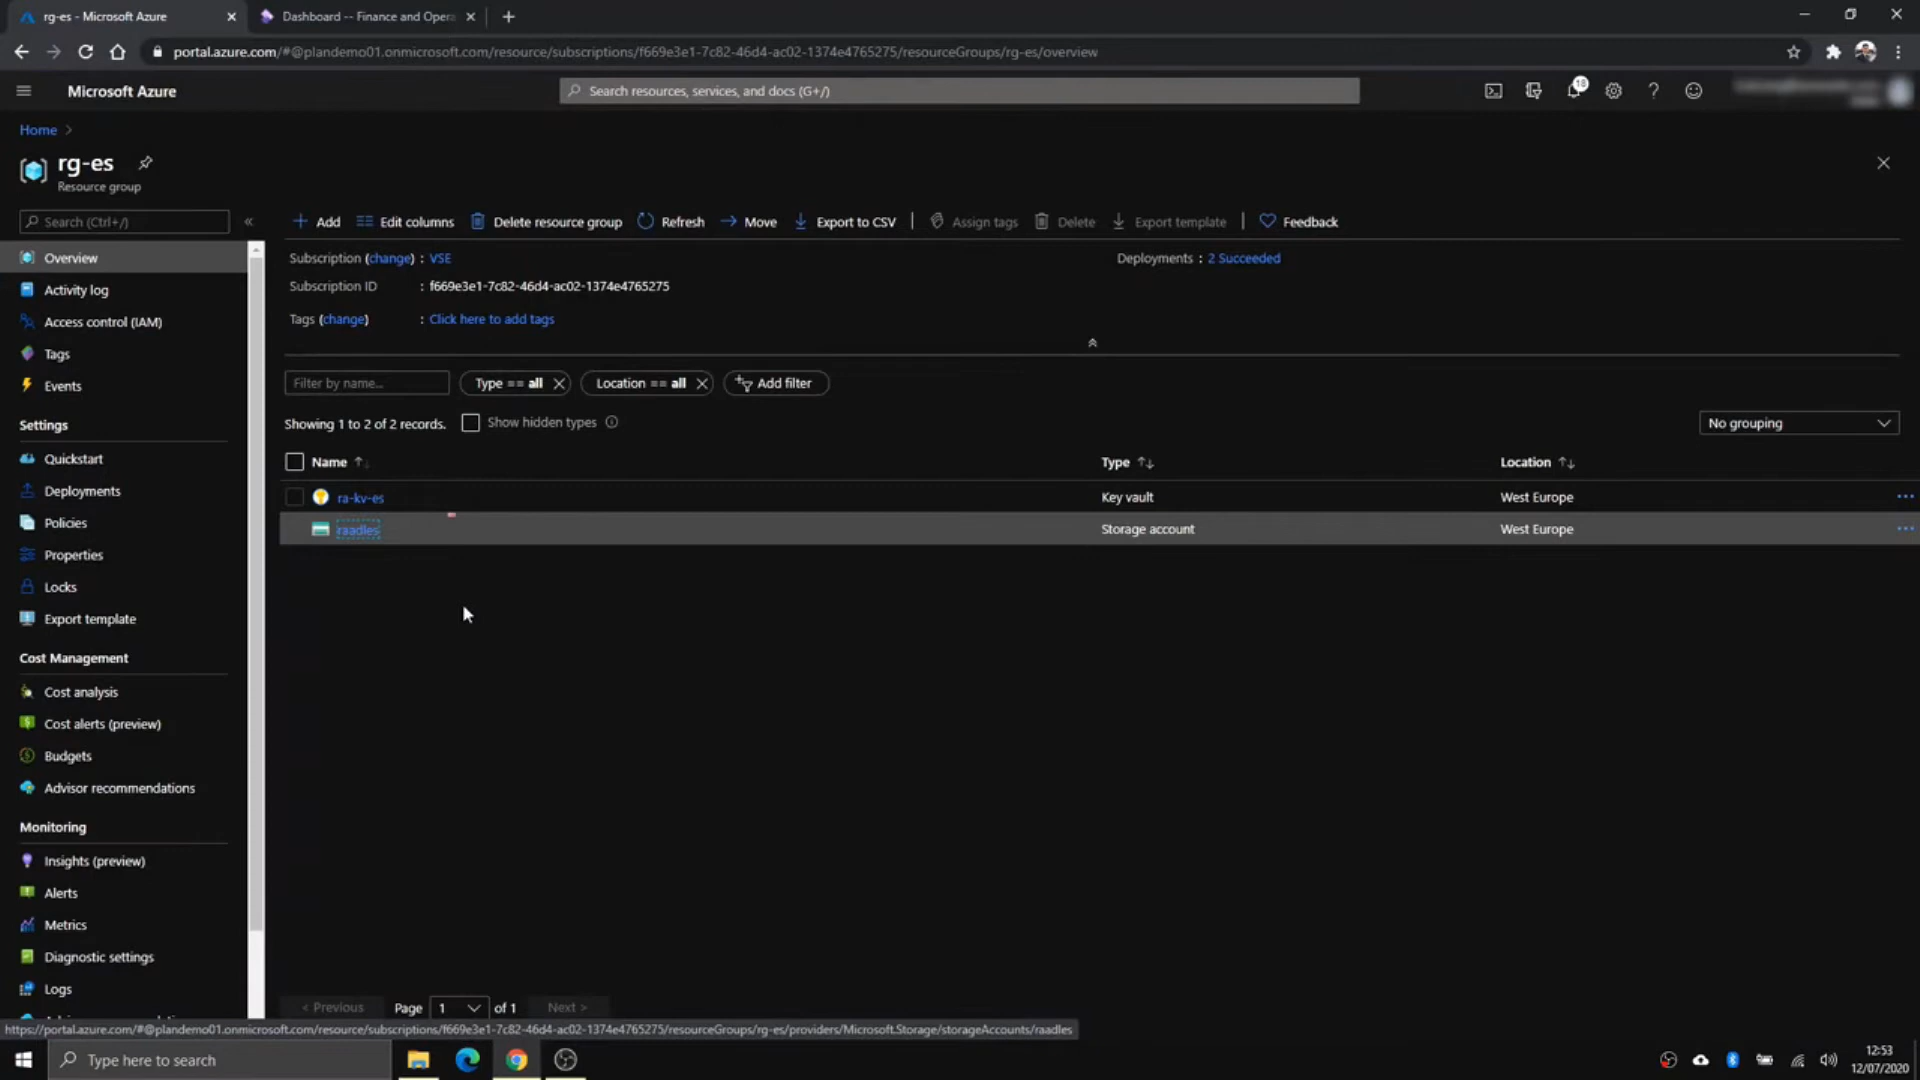 rg-es - Microsoft Azure
Dashboard -- Finance and Opera
portal.azure.com/#@plandemo01.onmicrosoft.com/resource/subscriptions/f669e3e1-7c82-46d4-ac02-1374e4765275/resourceGroups/rg-es/overview
Microsoft Azure
Search resources, services, and docs (G+/)
18
Home >
rg-es
Resource group
Search (Ctrl+/)
«
Add
Edit columns
Delete resource group
Refresh
Move
Export to CSV
Assign tags
Delete
Export template
Feedback
Overview
Activity log
Access control (IAM)
Tags
Events
Settings
Quickstart
Deployments
Policies
Properties
Locks
Export template
Cost Management
Cost analysis
Cost alerts (preview)
Budgets
Advisor recommendations
Monitoring
Insights (preview)
Alerts
Metrics
Diagnostic settings
Logs
Subscription (change) : VSE
Deployments : 2 Succeeded
Subscription ID : f669e3e1-7c82-46d4-ac02-1374e4765275
Tags (change) : Click here to add tags
Filter by name...
Type == all
Location == all
Add filter
Showing 1 to 2 of 2 records.
Show hidden types
No grouping
Name Type Location
ra-kv-es Key vault West Europe ...
raadles Storage account West Europe ...
< Previous Page 1 of 1 Next >
https://portal.azure.com/#@plandemo01.onmicrosoft.com/resource/subscriptions/f669e3e1-7c82-46d4-ac02-1374e4765275/resourceGroups/rg-es/providers/Microsoft.Storage/storageAccounts/raadles
Type here to search
12:53
12/07/2020